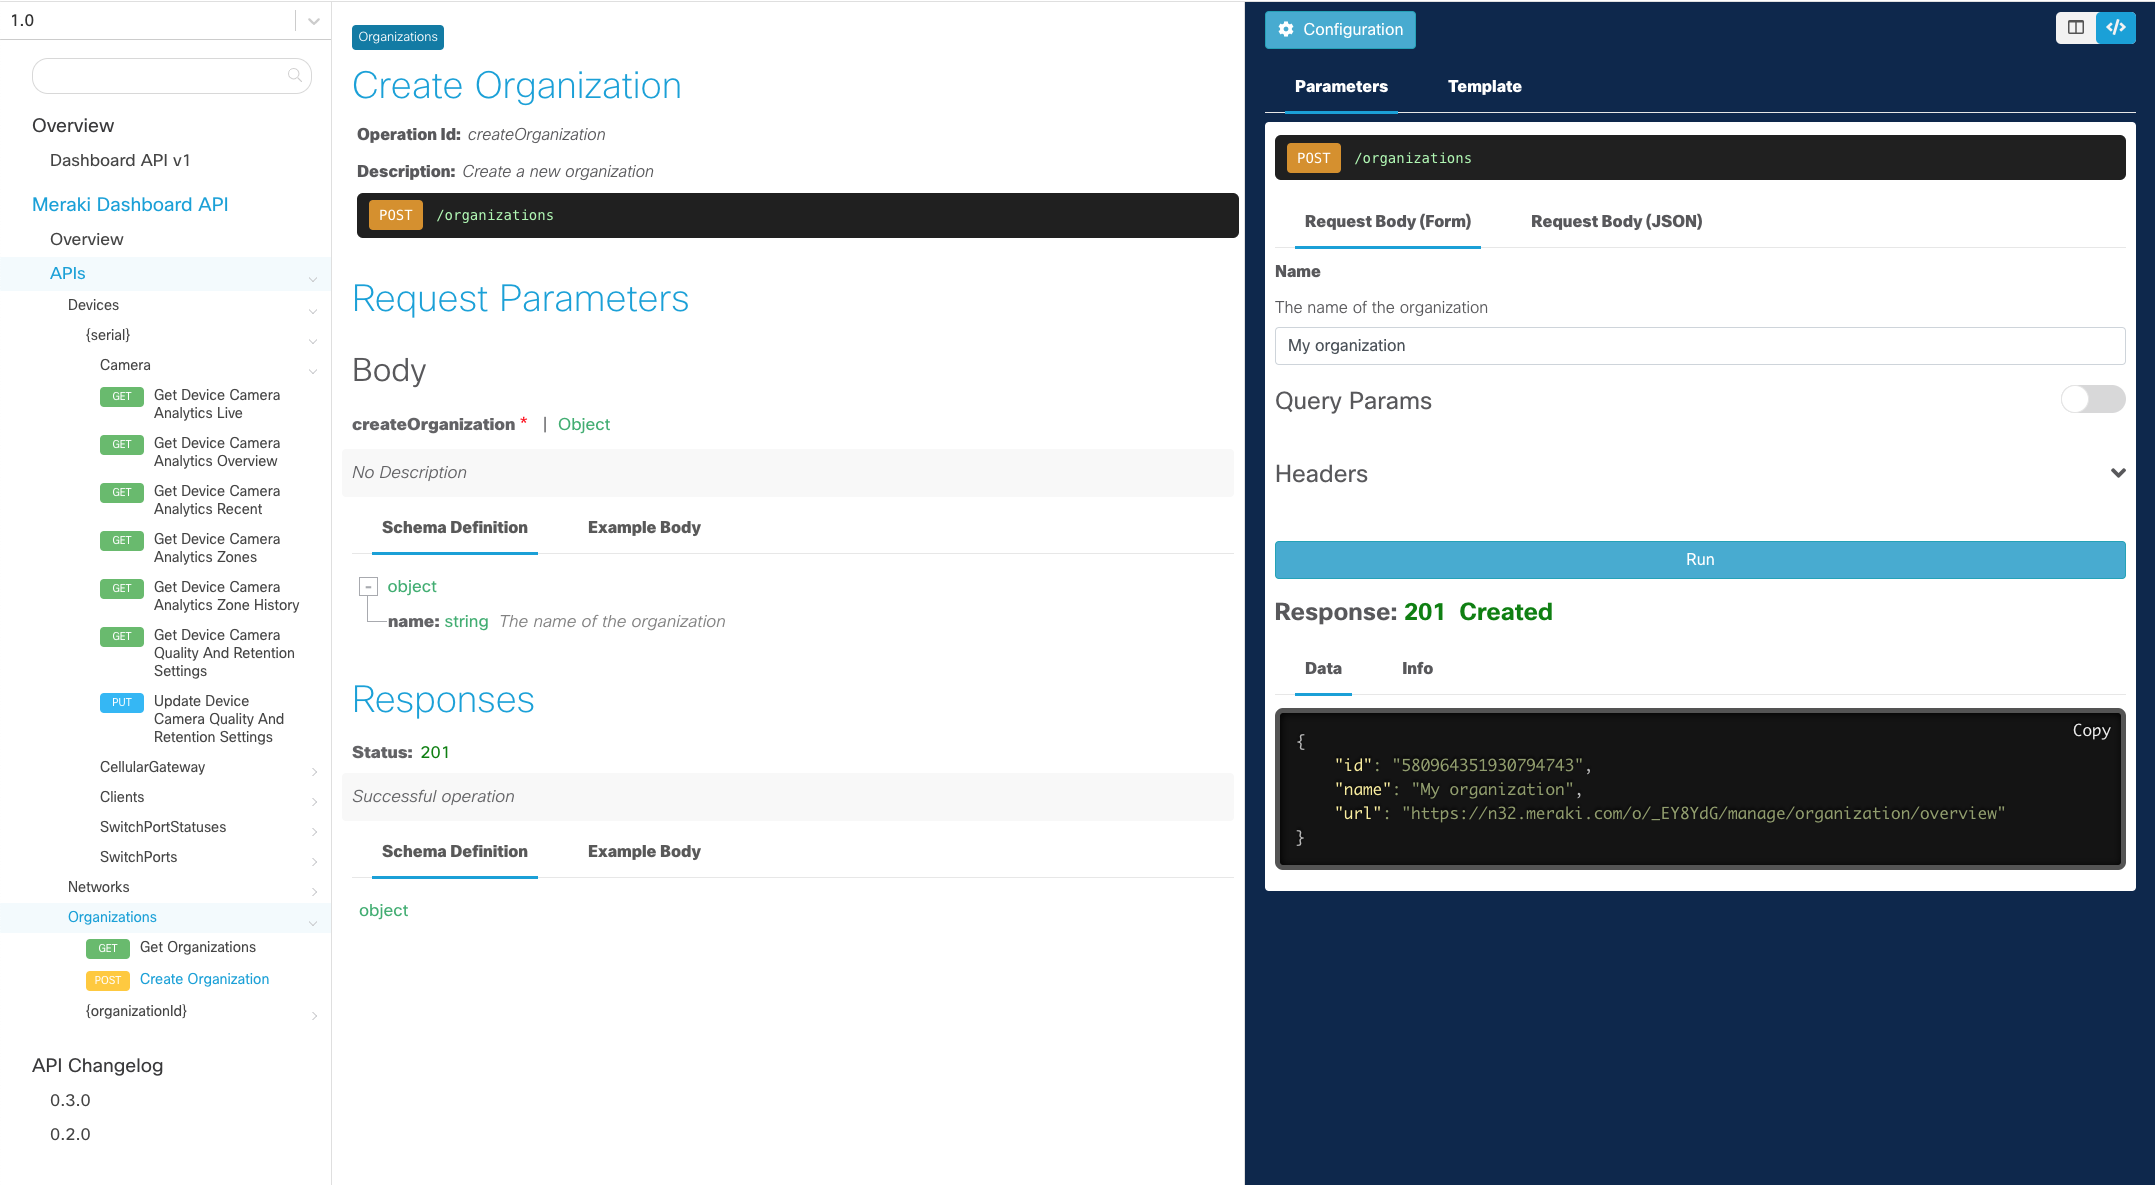 1.0
Overview
Dashboard API v1
Meraki Dashboard API
Overview
APIs
Devices
{serial}
Camera
GET Get Device Camera
Analytics Live
GET Get Device Camera
Analytics Overview
GET Get Device Camera
Analytics Recent
GET Get Device Camera
Analytics Zones
GET Get Device Camera
Analytics Zone History
GET Get Device Camera
Quality And Retention
Settings
PUT Update Device
Camera Quality And
Retention Settings
CellularGateway
Clients
SwitchPortStatuses
SwitchPorts
Networks
Organizations
GET Get Organizations
POST Create Organization
{organizationId}
API Changelog
0.3.0
0.2.0
Organizations
Create Organization
Operation Id: createOrganization
Description: Create a new organization
POST /organizations
Request Parameters
Body
createOrganization * | Object
No Description
Schema Definition Example Body
- object
name: string The name of the organization
Responses
Status: 201
Successful operation
Schema Definition Example Body
object
Configuration
Parameters Template
POST /organizations
Request Body (Form) Request Body (JSON)
Name
The name of the organization
My organization
Query Params
Headers
Run
Response: 201 Created
Data Info
Copy
{
"id": "580964351930794743",
"name": "My organization",
"url": "https://n32.meraki.com/o/_EY8YdG/manage/organization/overview"
}